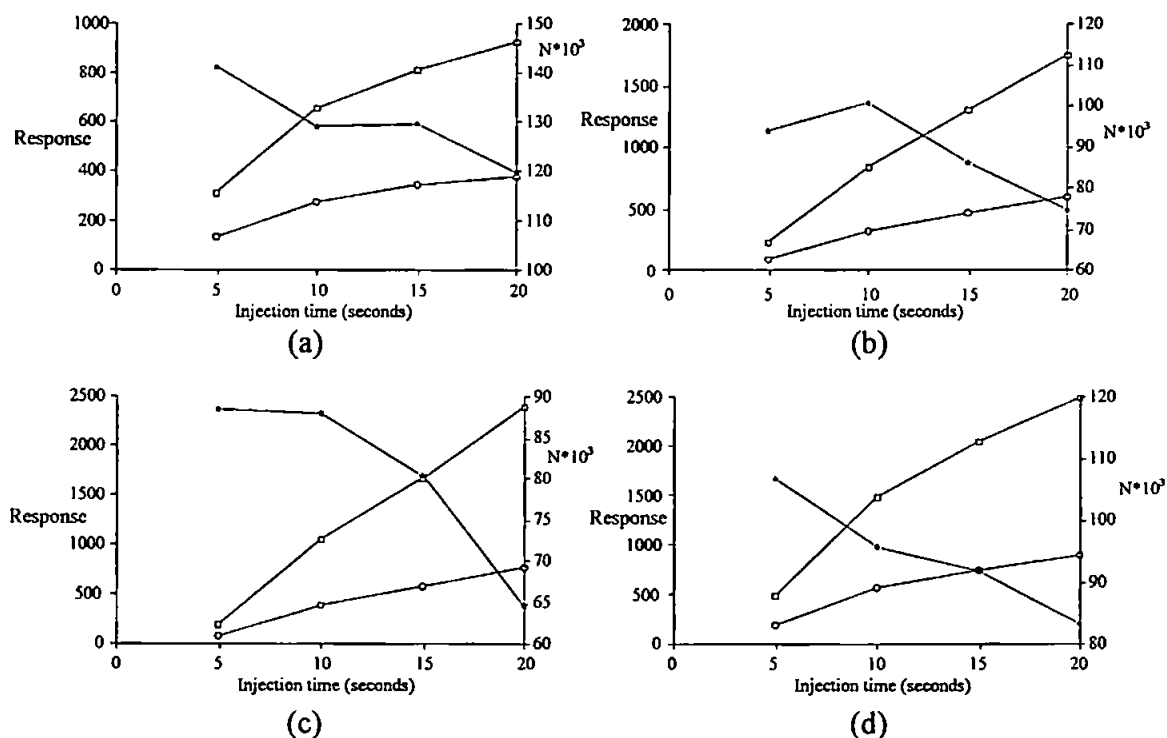 1000
800
600
400
200
0
Response
150
140
130
120
110
100
N*10³
0 5 10 15 20
Injection time (seconds)
(a)
2000
1500
1000
500
0
Response
120
110
100
90
80
70
60
N*10³
0 5 10 15 20
Injection time (seconds)
(b)
2500
2000
1500
1000
500
0
Response
90
85
80
75
70
65
60
N*10³
0 5 10 15 20
Injection time (seconds)
(c)
2500
2000
1500
1000
500
0
Response
120
110
100
90
80
N*10³
0 5 10 15 20
Injection time (seconds)
(d)